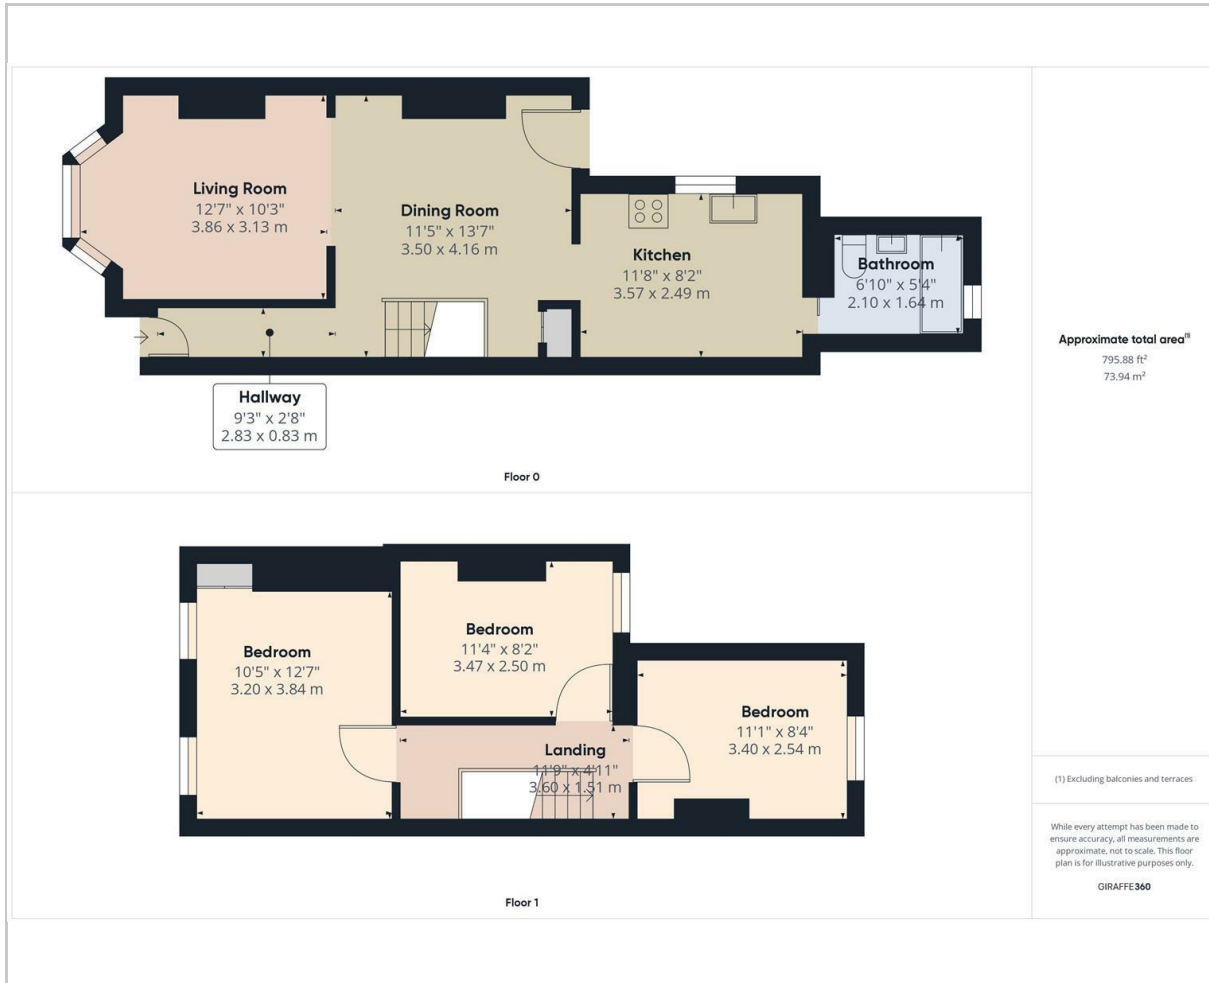 Living Room
12'7" x 10'3"
3.86 x 3.13 m
Dining Room
11'5" x 13'7"
3.50 x 4.16 m
Kitchen
11'8" x 8'2"
3.57 x 2.49 m
Bathroom
6'10" x 5'4"
2.10 x 1.64 m
Hallway
9'3" x 2'8"
2.83 x 0.83 m
Floor 0
Bedroom
10'5" x 12'7"
3.20 x 3.84 m
Bedroom
11'4" x 8'2"
3.47 x 2.50 m
Bedroom
11'1" x 8'4"
3.40 x 2.54 m
Landing
11'9" x 4'11"
3.60 x 1.51 m
Floor 1
Approximate total area(1)
795.88 ft²
73.94 m²
(1) Excluding balconies and terraces
While every attempt has been made to
ensure accuracy, all measurements are
approximate, not to scale. This floor
plan is for illustrative purposes only.
GIRAFFE360